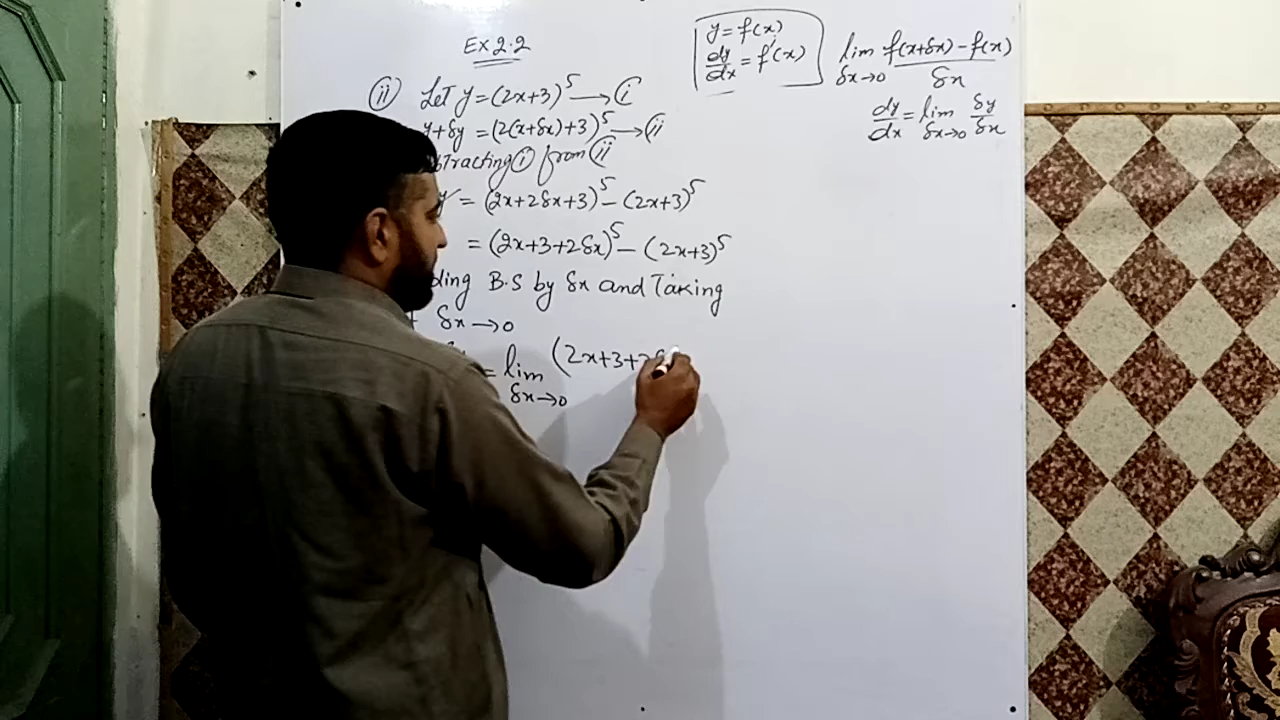 Ex 2.2
y = f(x)
dy/dx = f'(x)
lim δx→0 f(x+δx) - f(x) / δx
dy/dx = lim δx→0 δy/δx
(ii) Let y = (2x+3)^5 → (i
y+δy = (2(x+δx)+3)^5 → (ii
(i) from (ii
y = (2x+2δx+3)^5 - (2x+3)^5
= (2x+3+2δx)^5 - (2x+3)^5
B.S by δx and Taking
δx → 0
= lim δx→0 (2x+3+2